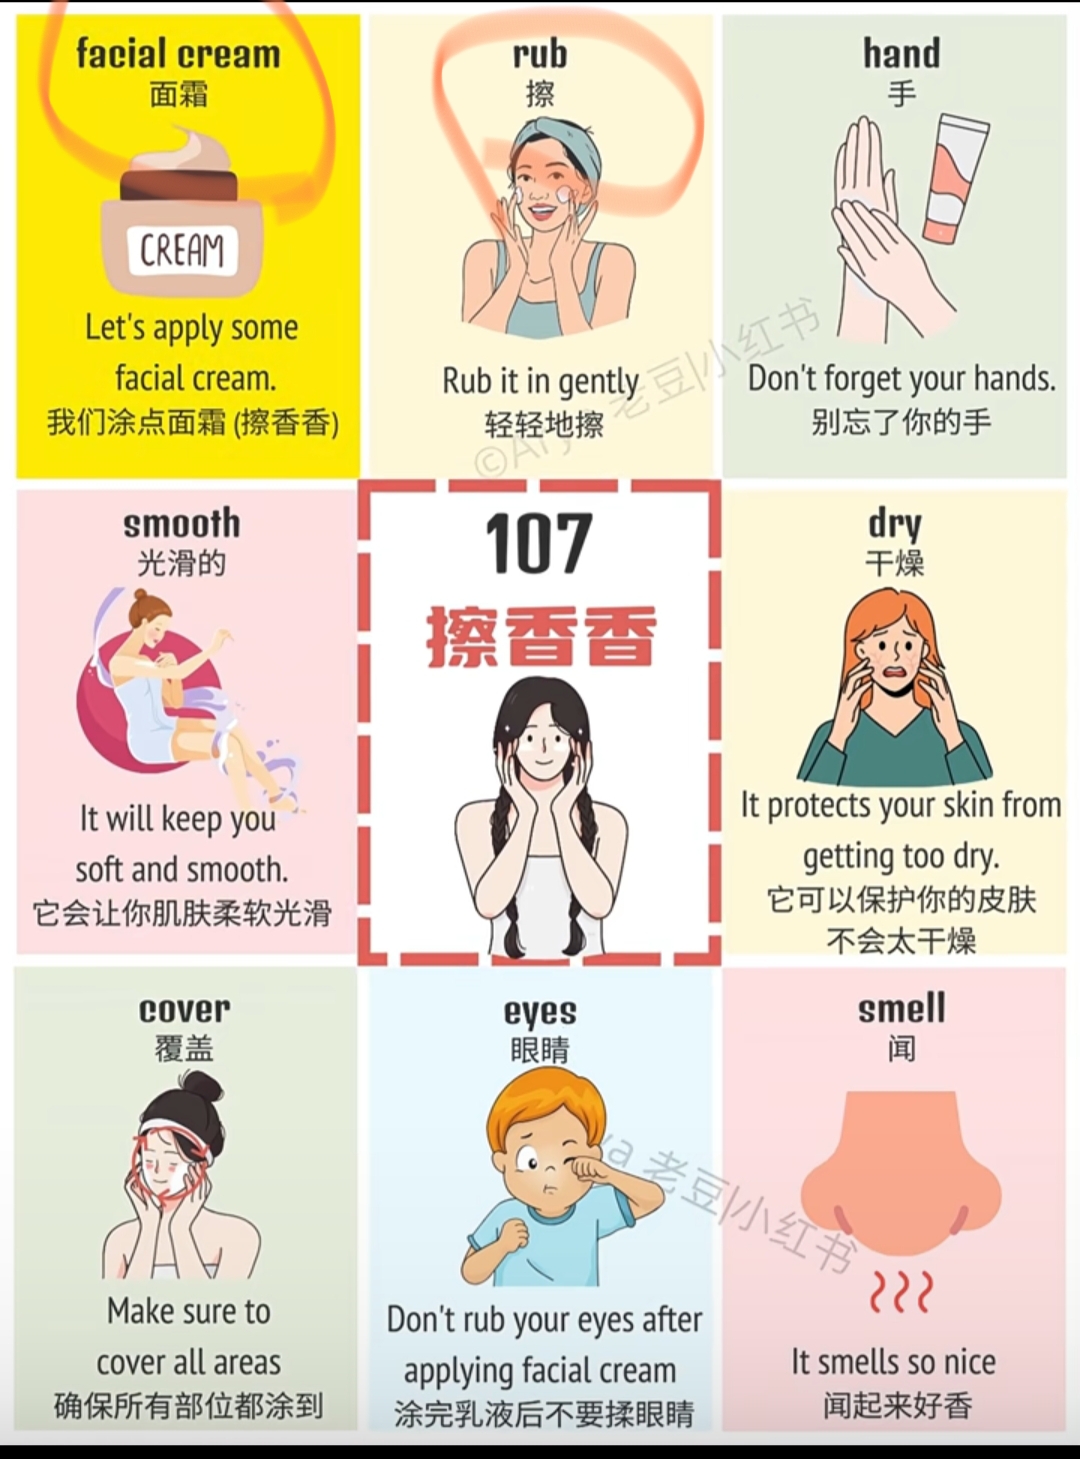 facial cream
面霜
CREAM
Let's apply some
facial cream.
我们涂点面霜 (擦香香)
rub
擦
Rub it in gently
轻轻地擦
hand
手
Don't forget your hands.
别忘了你的手
smooth
光滑的
It will keep you
soft and smooth.
它会让你肌肤柔软光滑
107
擦香香
dry
干燥
It protects your skin from
getting too dry.
它可以保护你的皮肤
不会太干燥
cover
覆盖
Make sure to
cover all areas
确保所有部位都涂到
eyes
眼睛
Don't rub your eyes after
applying facial cream
涂完乳液后不要揉眼睛
smell
闻
It smells so nice
闻起来好香
老豆|小红书
老豆|小红书